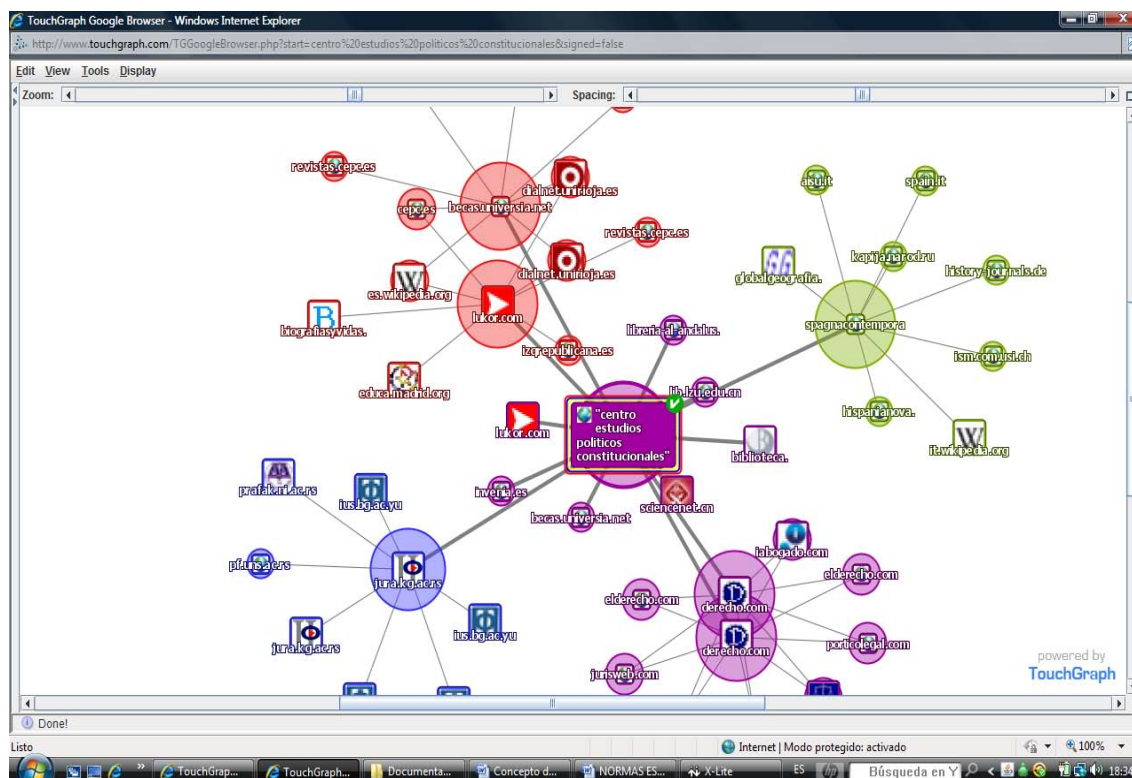 TouchGraph Google Browser - Windows Internet Explorer
http://www.touchgraph.com/TGGoogleBrowser.php?start=centro%20estudios%20politicos%20constitucionales&signed=false
Edit View Tools Display
Zoom: Spacing:
revistas.cepc.es
dialnet.unirioja.es
cepc.es
becas.universia.net
revistas.cepc.es
dialnet.unirioja.es
es.wikipedia.org
lukor.com
biografiasyvidas.
izqrepublicana.es
educa.madrid.org
aisu.it
spain.it
kapija.narod.ru
globalgeografia.
history-journals.de
spagnacontempora
ism.com.usi.ch
hispanianova.
it.wikipedia.org
libreria-al-andalus.
lib.lzu.edu.cn
"centro
estudios
politicos
constitucionales"
lukor.com
biblioteca.
invenia.es
sciencenet.cn
becas.universia.net
prafak.ni.ac.rs
ius.bg.ac.yu
pf.uns.ac.rs
jura.kg.ac.rs
ius.bg.ac.yu
jura.kg.ac.rs
iabogado.com
elderecho.com
elderecho.com
derecho.com
derecho.com
porticolegal.com
jurisweb.com
powered by
TouchGraph
Done!
Listo Internet | Modo protegido: activado 100%
TouchGrap... TouchGraph... Documenta... Concepto d... NORMAS ES... X-Lite ES Búsqueda en Y 18:34